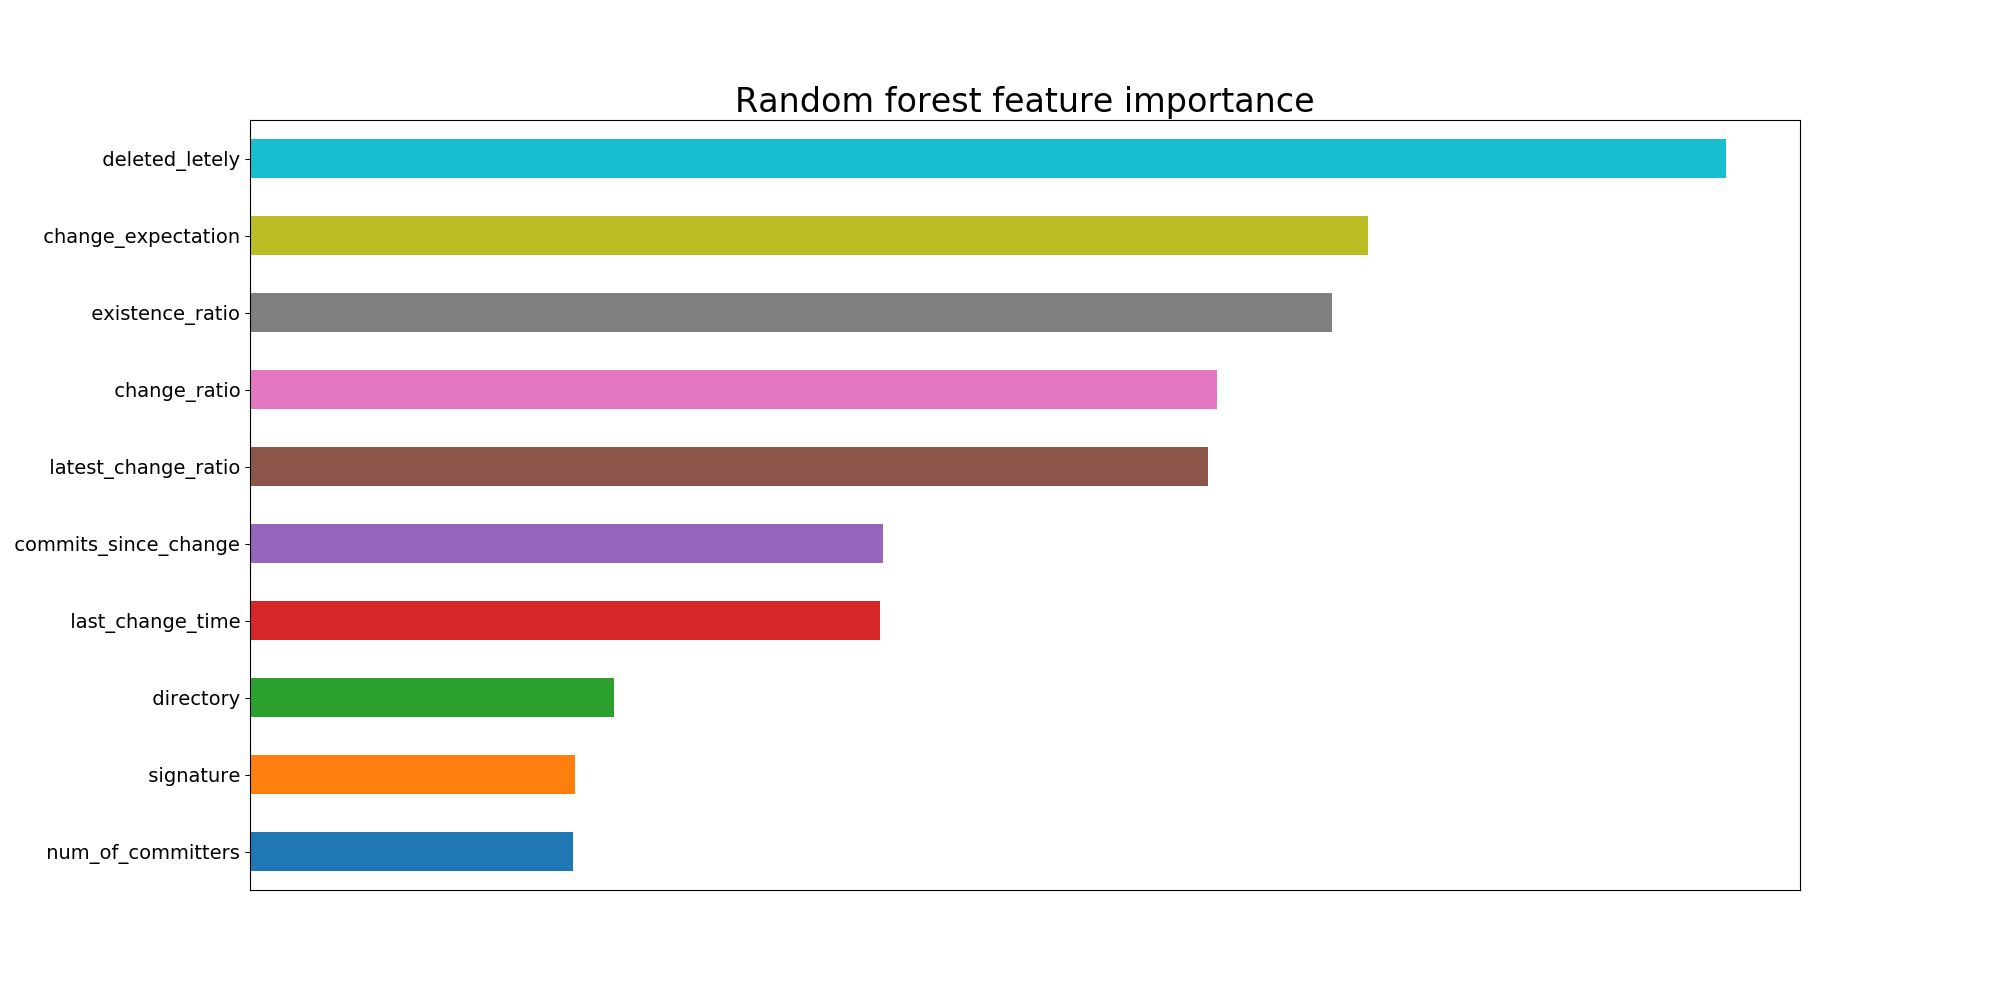 Random forest feature importance
deleted_letely
change_expectation
existence_ratio
change_ratio
latest_change_ratio
commits_since_change
last_change_time
directory
signature
num_of_committers